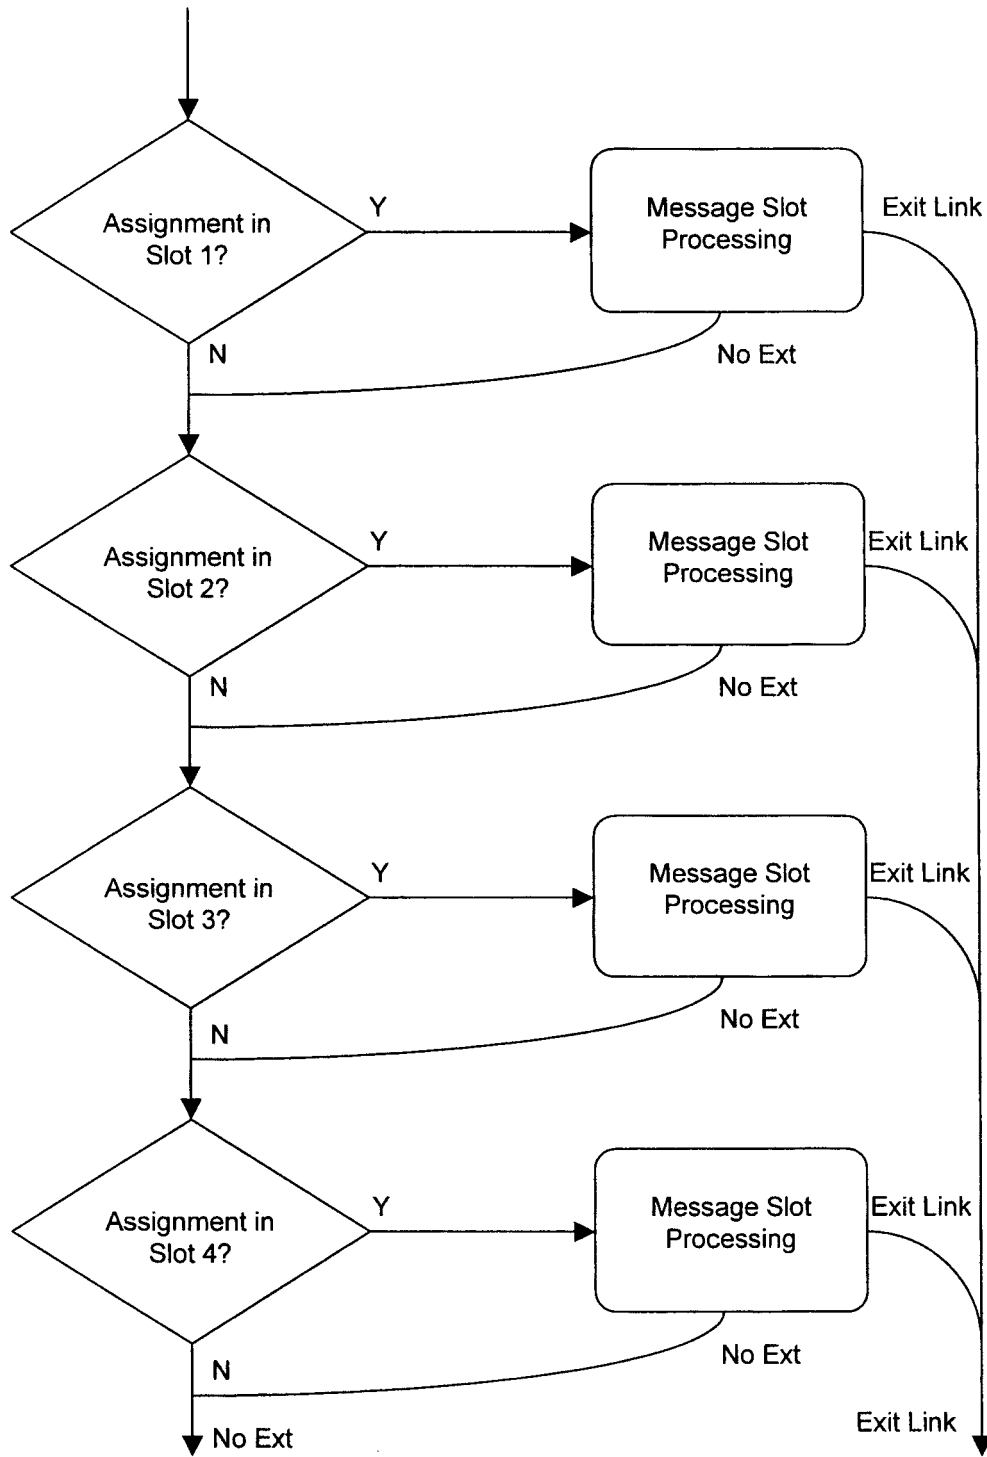 Assignment in
Slot 1?
Y
Message Slot
Processing
Exit Link
N
No Ext
Assignment in
Slot 2?
Y
Message Slot
Processing
Exit Link
N
No Ext
Assignment in
Slot 3?
Y
Message Slot
Processing
Exit Link
N
No Ext
Assignment in
Slot 4?
Y
Message Slot
Processing
Exit Link
N
No Ext
No Ext
Exit Link